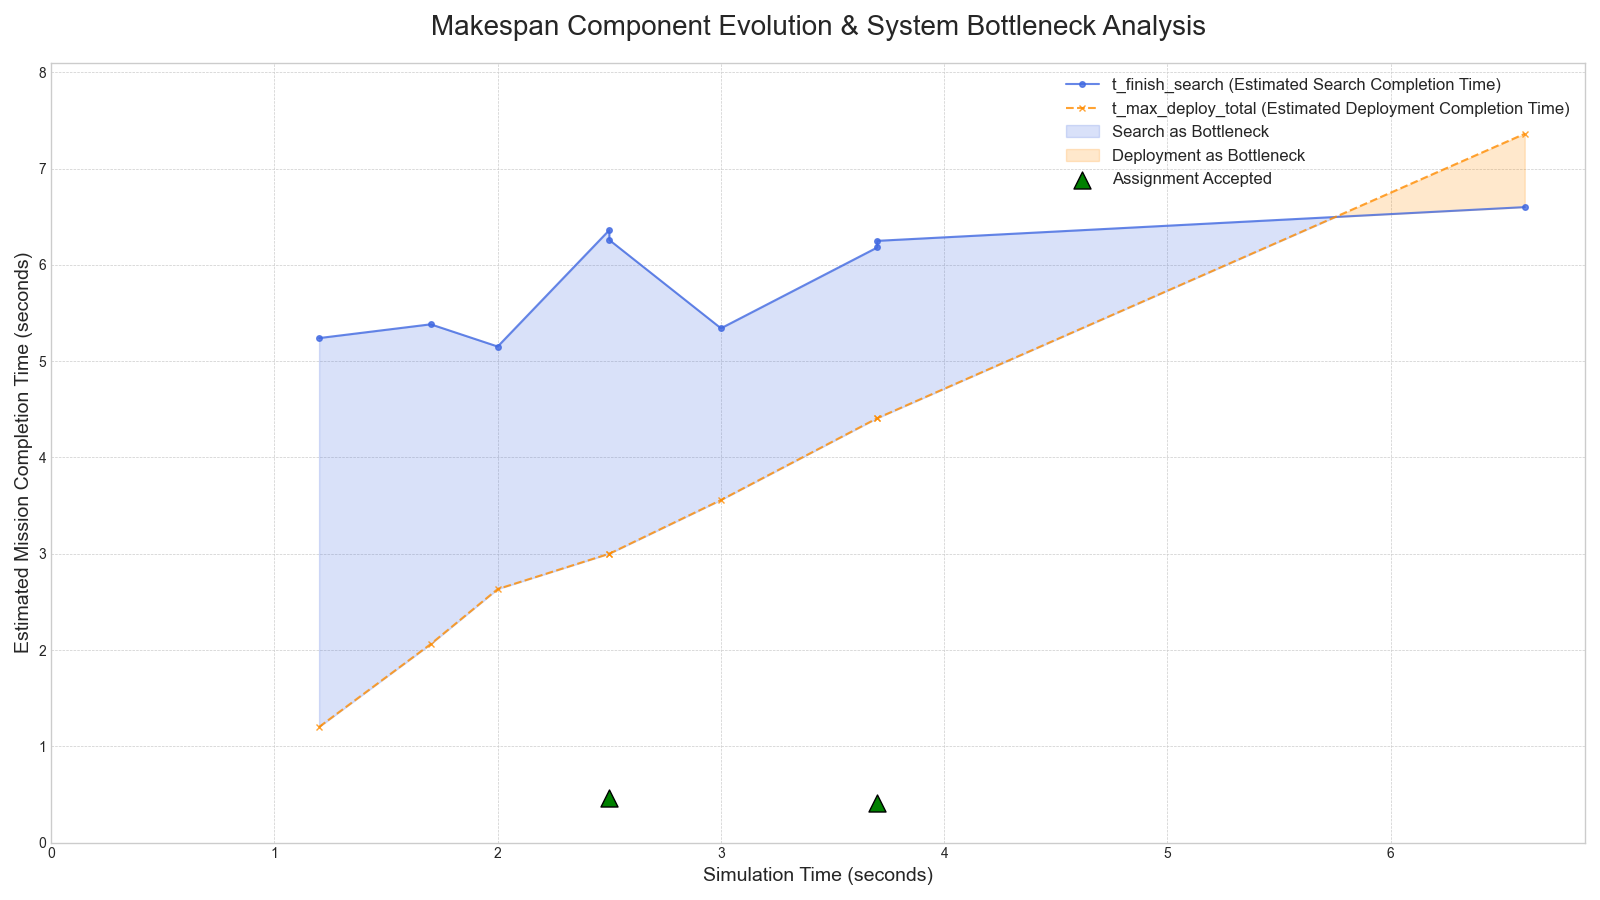 Makespan Component Evolution & System Bottleneck Analysis
t_finish_search (Estimated Search Completion Time)
t_max_deploy_total (Estimated Deployment Completion Time)
Search as Bottleneck
Deployment as Bottleneck
Assignment Accepted
Estimated Mission Completion Time (seconds)
8
7
6
5
4
3
2
1
0
0 1 2 3 4 5 6
Simulation Time (seconds)